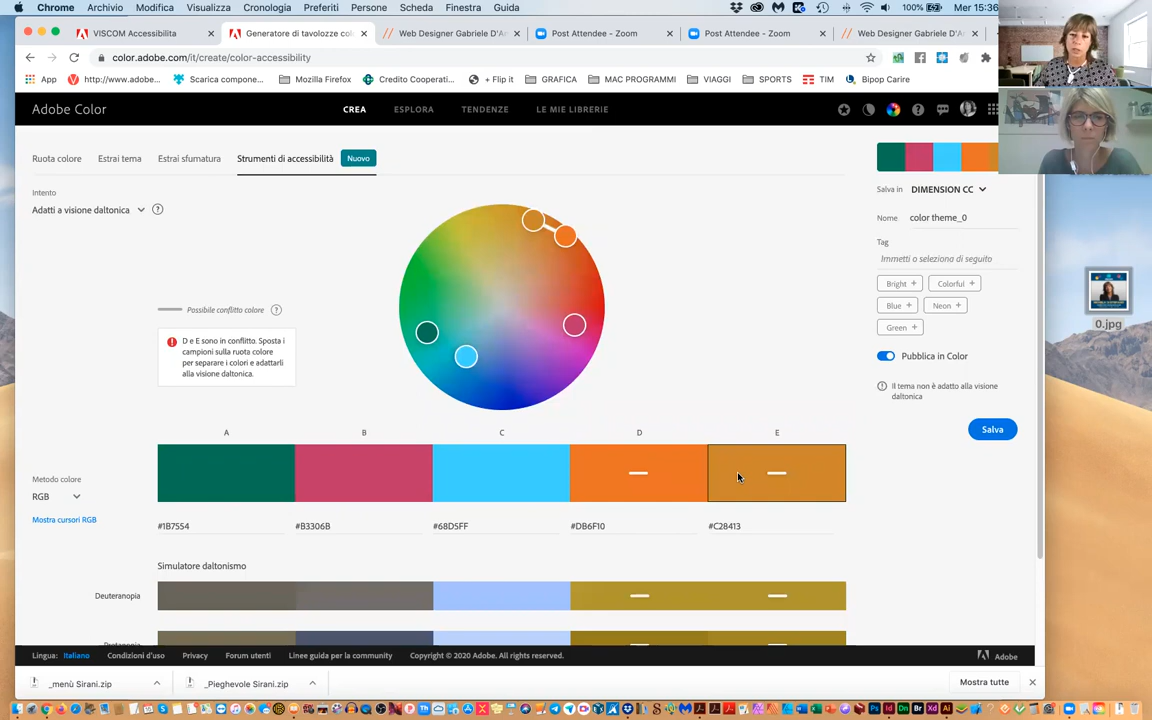 Chrome Archivio Modifica Visualizza Cronologia Preferiti Persone Scheda Finestra Guida 100% Mer 15:36
VISCOM Accessibilita × Generatore di tavolozze col × Web Designer Gabriele D'An × Post Attendee - Zoom × Post Attendee - Zoom × Web Designer Gabriele D'An ×
color.adobe.com/it/create/color-accessibility
App http://www.adobe... Scarica compone... Mozilla Firefox Credito Cooperati... + Flip it GRAFICA MAC PROGRAMMI VIAGGI SPORTS TIM Bipop Carire
Adobe Color CREA ESPLORA TENDENZE LE MIE LIBRERIE
Ruota colore Estrai tema Estrai sfumatura Strumenti di accessibilità Nuovo
Intento
Adatti a visione daltonica
Possibile conflitto colore
D e E sono in conflitto. Sposta i
campioni sulla ruota colore
per separare i colori e adattarli
alla visione daltonica.
Salva in DIMENSION CC
Nome color theme_0
Tag
Immetti o seleziona di seguito
Bright + Colorful +
Blue + Neon +
Green +
Pubblica in Color
Il tema non è adatto alla visione
daltonica
Salva
0.jpg
A B C D E
Metodo colore
RGB
Mostra cursori RGB
#1B7554 #B3306B #68D5FF #DB6F10 #C28413
Simulatore daltonismo
Deuteranopia
Protanopia
Lingua: Italiano Condizioni d'uso Privacy Forum utenti Linee guida per la community Copyright © 2020 Adobe. All rights reserved. Adobe
_menù Sirani.zip _Pieghevole Sirani.zip Mostra tutte